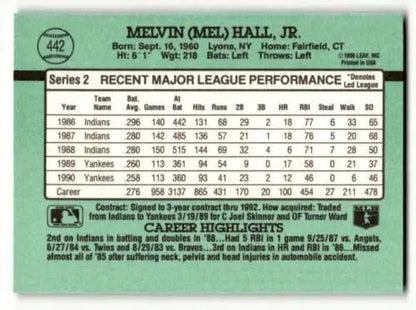 442
MELVIN (MEL) HALL, JR.
Born: Sept. 16, 1960 Lyons, NY Home: Fairfield, CT
Ht: 6' 1" Wgt: 218 Bats: Left Throws: Left
© 1990 LEAF, INC.
Printed in USA
Series 2 RECENT MAJOR LEAGUE PERFORMANCE *Denotes
Led League
Year Team Name Bat. Avg. Games At Bat Hits Runs 2B 3B HR RBI Steal Walk SO
1986 Indians .296 140 442 131 68 29 2 18 77 6 33 65
1987 Indians .280 142 485 136 57 21 1 18 76 5 20 68
1988 Indians .280 150 515 144 69 32 4 6 71 7 28 50
1989 Yankees .260 113 361 94 54 9 0 17 58 0 21 37
1990 Yankees .258 113 360 93 41 23 2 12 46 0 6 46
Career .276 958 3137 865 431 170 20 100 454 27 211 478
Contract: Signed to 3-year contract thru 1992. How acquired: Traded
from Indians to Yankees 3/19/89 for C Joel Skinner and OF Turner Ward
CAREER HIGHLIGHTS
2nd on Indians in batting and doubles in '88...Had 5 RBI in 1 game 9/25/87 vs. Angels,
6/27/84 vs. Twins and 8/29/83 vs. Braves...3rd on Indians in HR and RBI in '86...Missed
almost all of '85 after suffering neck, pelvis and head injuries in automobile accident.